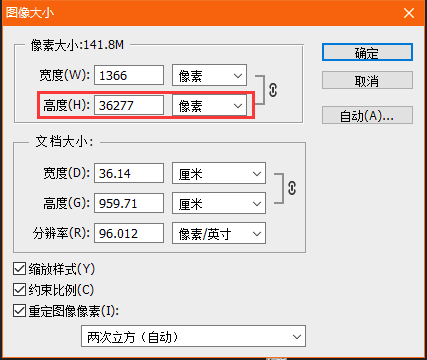 图像大小
像素大小:141.8M
宽度(W): 1366 像素
高度(H): 36277 像素
文档大小:
宽度(D): 36.14 厘米
高度(G): 959.71 厘米
分辨率(R): 96.012 像素/英寸
缩放样式(Y)
约束比例(C)
重定图像像素(I):
两次立方（自动）
确定
取消
自动(A)...